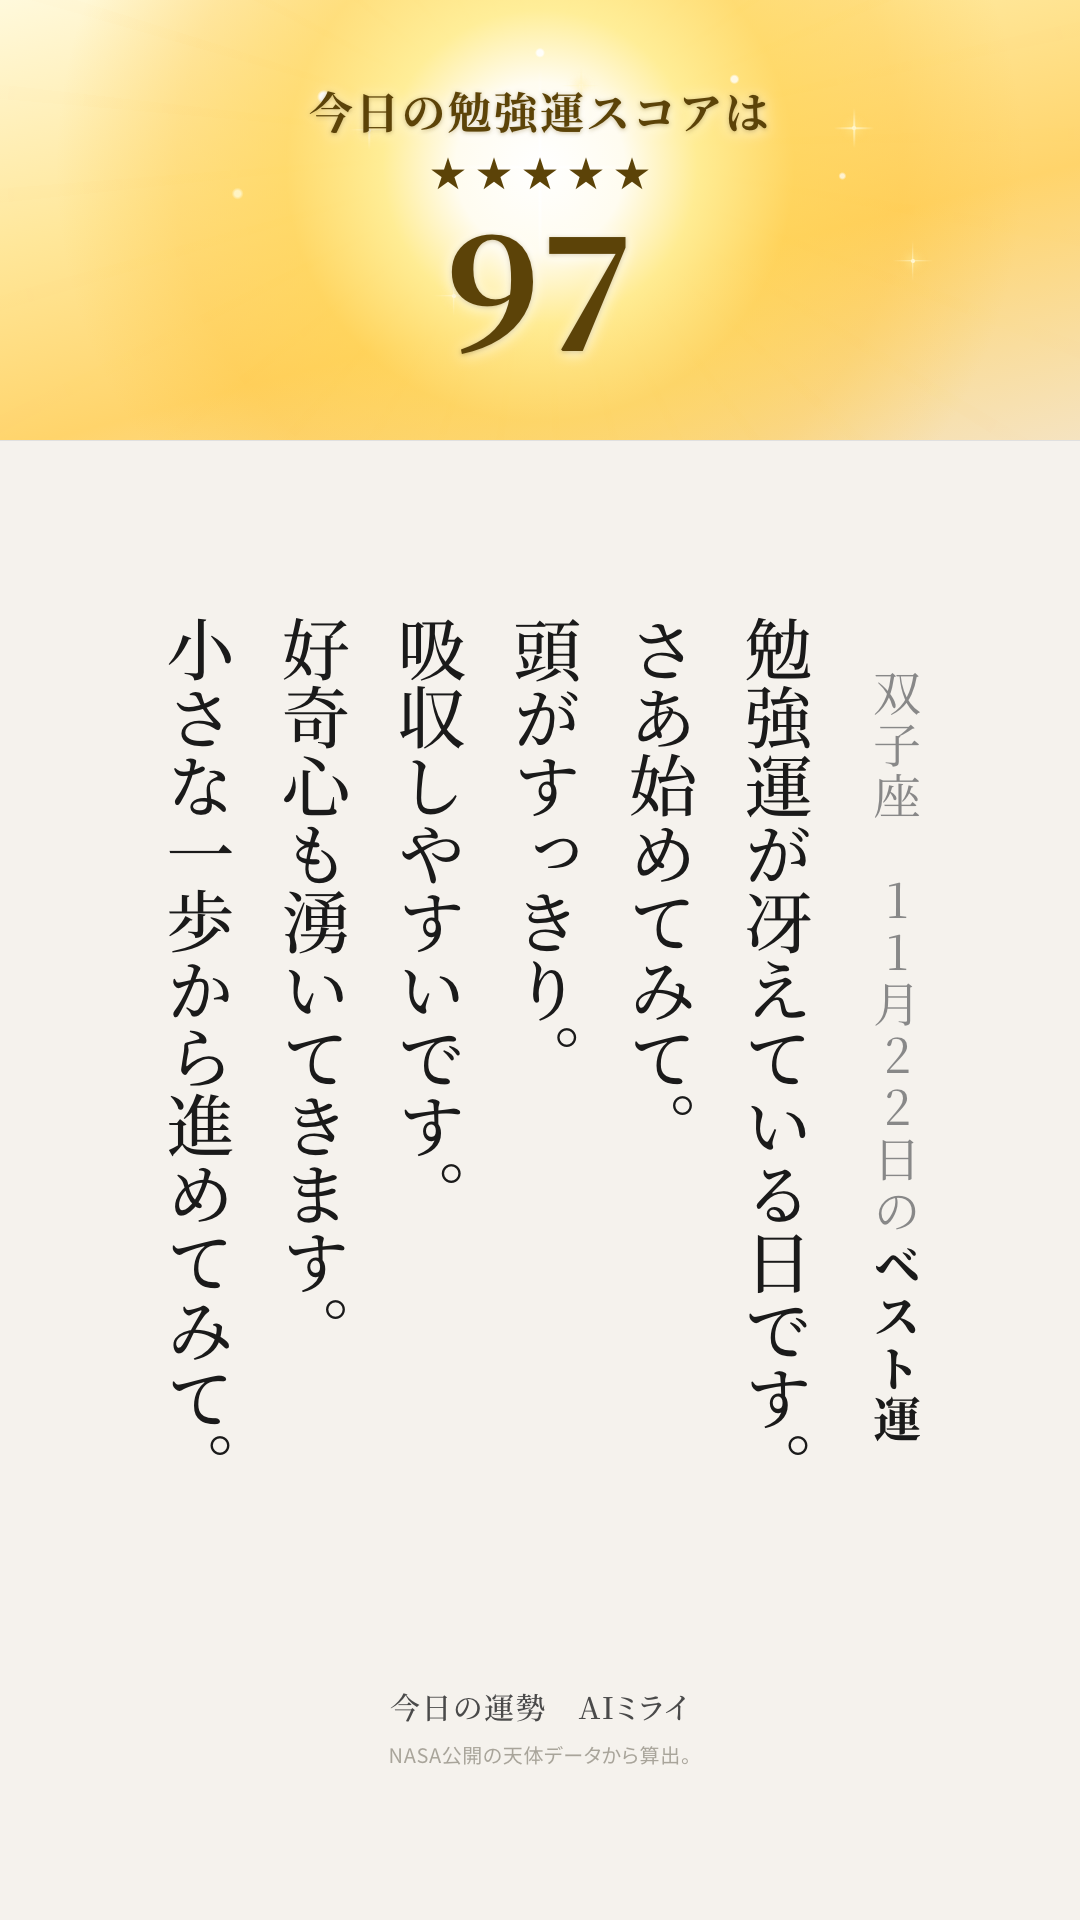 今日の勉強運スコアは
★★★★★
97
双子座　11月22日のベスト運
勉強運が冴えている日です。
さあ始めてみて。
頭がすっきり。
吸収しやすいです。
好奇心も湧いてきます。
小さな一歩から進めてみて。
今日の運勢　AIミライ
NASA公開の天体データから算出。